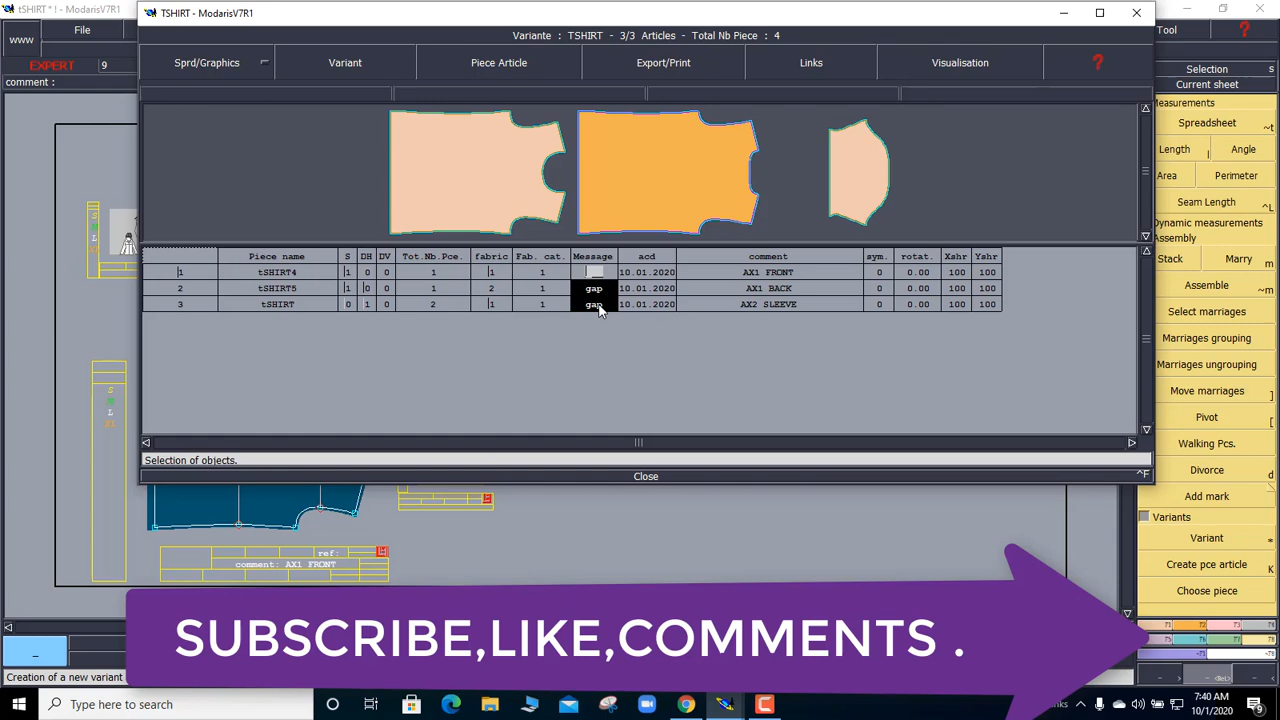 tSHIRT * ! - Mod
TSHIRT - ModarisV7R1
www
File
Tool
Variante : TSHIRT - 3/3 Articles - Total Nb Piece : 4
EXPERT 9
comment :
Sprd/Graphics Variant Piece Article Export/Print Links Visualisation
Piece name S DH DV Tot.Nb.Pce. fabric Fab. cat. Message acd comment sym. rotat. Xshr Yshr
1 tSHIRT4 1 0 0 1 1 1 10.01.2020 AX1 FRONT 0 0.00 100 100
2 tSHIRT5 1 0 0 1 2 1 gap 10.01.2020 AX1 BACK 0 0.00 100 100
3 tSHIRT 0 1 0 2 1 1 gap 10.01.2020 AX2 SLEEVE 0 0.00 100 100
Selection of objects.
Close ^F
Selection s
Current sheet
Measurements
Spreadsheet ~t
Length l Angle
Area Perimeter
Seam Length ^L
Dynamic measurements
Assembly
Stack Marry
Assemble
Select marriages
Marriages grouping
Marriages ungrouping
Move marriages ]
Pivot [
Walking Pcs.
Divorce d
Add mark
Variants
Variant *
Create pce article K
Choose piece
S
M
L
S
M
L
ref:
comment: AX1 FRONT
SUBSCRIBE,LIKE,COMMENTS .
Creation of a new variant
Type here to search
7:40 AM
10/1/2020